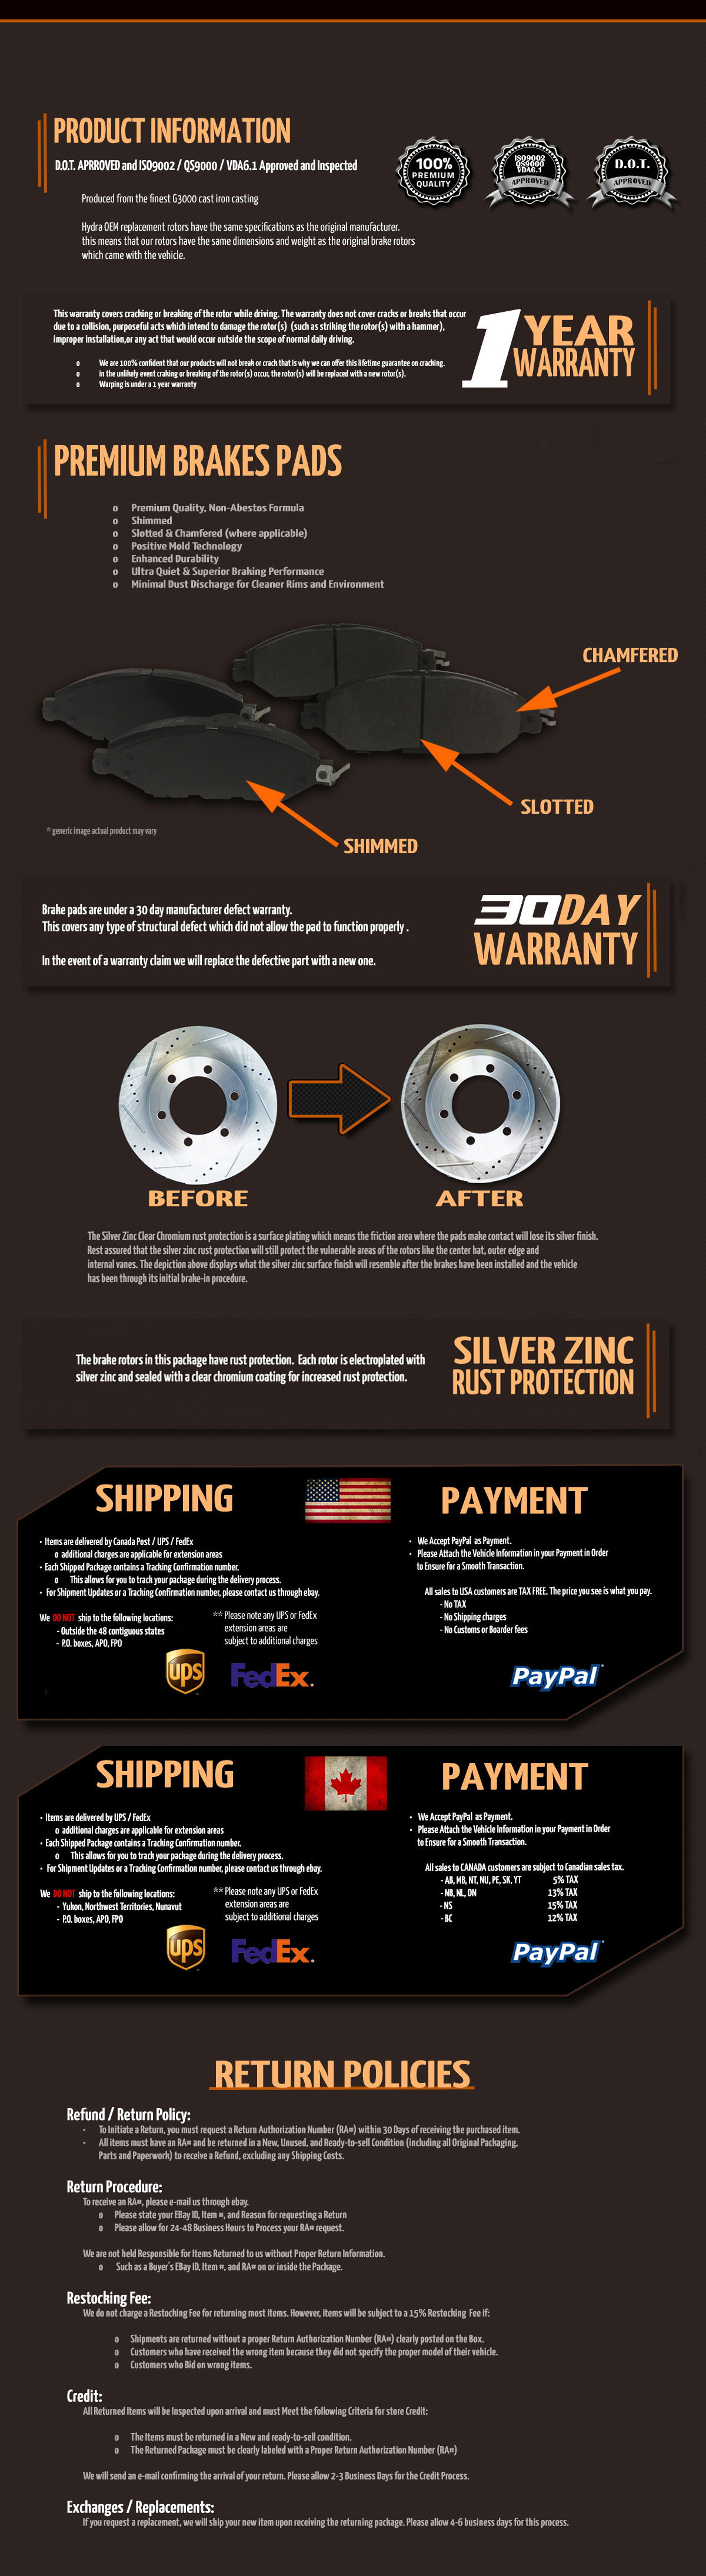 PRODUCT INFORMATION
D.O.T. APRROVED and ISO9002 / QS9000 / VDA6.1 Approved and Inspected
100%
PREMIUM
QUALITY
ISO9002
QS9000
VDA6.1
APPROVED
D.O.T.
APPROVED
Produced from the finest G3000 cast iron casting
Hydra OEM replacement rotors have the same specifications as the original manufacturer.
this means that our rotors have the same dimensions and weight as the original brake rotors
which came with the vehicle.
This warranty covers cracking or breaking of the rotor while driving. The warranty does not cover cracks or breaks that occur
due to a collision, purposeful acts which intend to damage the rotor(s) (such as striking the rotor(s) with a hammer),
improper installation,or any act that would occur outside the scope of normal daily driving.
o We are 100% confident that our products will not break or crack that is why we can offer this lifetime guarantee on cracking.
o in the unlikely event craking or breaking of the rotor(s) occur, the rotor(s) will be replaced with a new rotor(s).
o Warping is under a 1 year warranty
1 YEAR
WARRANTY
PREMIUM BRAKES PADS
o Premium Quality, Non-Abestos Formula
o Shimmed
o Slotted & Chamfered (where applicable)
o Positive Mold Technology
o Enhanced Durability
o Ultra Quiet & Superior Braking Performance
o Minimal Dust Discharge for Cleaner Rims and Environment
CHAMFERED
SLOTTED
SHIMMED
* generic image actual product may vary
Brake pads are under a 30 day manufacturer defect warranty.
This covers any type of structural defect which did not allow the pad to function properly .
In the event of a warranty claim we will replace the defective part with a new one.
30DAY
WARRANTY
BEFORE
AFTER
The Silver Zinc Clear Chromium rust protection is a surface plating which means the friction area where the pads make contact will lose its silver finish.
Rest assured that the silver zinc rust protection will still protect the vulnerable areas of the rotors like the center hat, outer edge and
internal vanes. The depiction above displays what the silver zinc surface finish will resemble after the brakes have been installed and the vehicle
has been through its initial brake-in procedure.
The brake rotors in this package have rust protection. Each rotor is electroplated with
silver zinc and sealed with a clear chromium coating for increased rust protection.
SILVER ZINC
RUST PROTECTION
SHIPPING
• Items are delivered by Canada Post / UPS / FedEx
o additional charges are applicable for extension areas
• Each Shipped Package contains a Tracking Confirmation number.
o This allows for you to track your package during the delivery process.
• For Shipment Updates or a Tracking Confirmation number, please contact us through ebay.
We DO NOT ship to the following locations:
- Outside the 48 contiguous states
- P.O. boxes, APO, FPO
** Please note any UPS or FedEx
extension areas are
subject to additional charges
ups
FedEx.
PAYMENT
• We Accept PayPal as Payment.
• Please Attach the Vehicle Information in your Payment in Order
to Ensure for a Smooth Transaction.
All sales to USA customers are TAX FREE. The price you see is what you pay.
- No TAX
- No Shipping charges
- No Customs or Boarder fees
PayPal
SHIPPING
• Items are delivered by UPS / FedEx
o additional charges are applicable for extension areas
• Each Shipped Package contains a Tracking Confirmation number.
o This allows for you to track your package during the delivery process.
• For Shipment Updates or a Tracking Confirmation number, please contact us through ebay.
We DO NOT ship to the following locations:
- Yukon, Northwest Territories, Nunavut
- P.O. boxes, APO, FPO
** Please note any UPS or FedEx
extension areas are
subject to additional charges
ups
FedEx.
PAYMENT
• We Accept PayPal as Payment.
• Please Attach the Vehicle Information in your Payment in Order
to Ensure for a Smooth Transaction.
All sales to CANADA customers are subject to Canadian sales tax.
- AB, MB, NT, NU, PE, SK, YT 5% TAX
- NB, NL, ON 13% TAX
- NS 15% TAX
- BC 12% TAX
PayPal
RETURN POLICIES
Refund / Return Policy:
• To Initiate a Return, you must request a Return Authorization Number (RA#) within 30 Days of receiving the purchased item.
• All items must have an RA# and be returned in a New, Unused, and Ready-to-sell Condition (including all Original Packaging,
Parts and Paperwork) to receive a Refund, excluding any Shipping Costs.
Return Procedure:
To receive an RA#, please e-mail us through ebay.
o Please state your EBay ID, Item #, and Reason for requesting a Return
o Please allow for 24-48 Business Hours to Process your RA# request.
We are not held Responsible for Items Returned to us without Proper Return Information.
o Such as a Buyer's EBay ID, Item #, and RA# on or inside the Package.
Restocking Fee:
We do not charge a Restocking Fee for returning most items. However, items will be subject to a 15% Restocking Fee if:
o Shipments are returned without a proper Return Authorization Number (RA#) clearly posted on the Box.
o Customers who have received the wrong item because they did not specify the proper model of their vehicle.
o Customers who Bid on wrong items.
Credit:
All Returned Items will be Inspected upon arrival and must Meet the following Criteria for store Credit:
o The Items must be returned in a New and ready-to-sell condition.
o The Returned Package must be clearly labeled with a Proper Return Authorization Number (RA#)
We will send an e-mail confirming the arrival of your return. Please allow 2-3 Business Days for the Credit Process.
Exchanges / Replacements:
If you request a replacement, we will ship your new item upon receiving the returning package. Please allow 4-6 business days for this process.